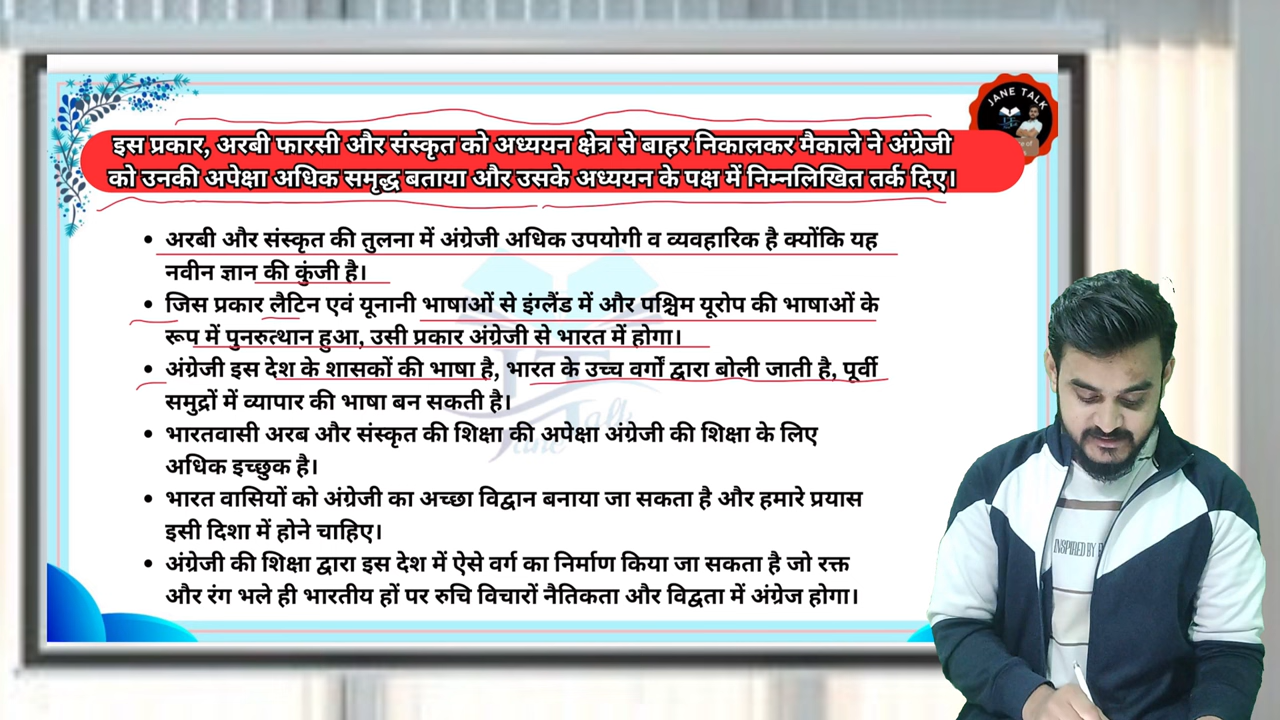 JANE TALK
इस प्रकार, अरबी फारसी और संस्कृत को अध्ययन क्षेत्र से बाहर निकालकर मैकाले ने अंग्रेजी
को उनकी अपेक्षा अधिक समृद्ध बताया और उसके अध्ययन के पक्ष में निम्नलिखित तर्क दिए।
• अरबी और संस्कृत की तुलना में अंग्रेजी अधिक उपयोगी व व्यवहारिक है क्योंकि यह
नवीन ज्ञान की कुंजी है।
• जिस प्रकार लैटिन एवं यूनानी भाषाओं से इंग्लैंड में और पश्चिम यूरोप की भाषाओं के
रूप में पुनरुत्थान हुआ, उसी प्रकार अंग्रेजी से भारत में होगा।
• अंग्रेजी इस देश के शासकों की भाषा है, भारत के उच्च वर्गों द्वारा बोली जाती है, पूर्वी
समुद्रों में व्यापार की भाषा बन सकती है।
• भारतवासी अरब और संस्कृत की शिक्षा की अपेक्षा अंग्रेजी की शिक्षा के लिए
अधिक इच्छुक है।
• भारत वासियों को अंग्रेजी का अच्छा विद्वान बनाया जा सकता है और हमारे प्रयास
इसी दिशा में होने चाहिए।
• अंग्रेजी की शिक्षा द्वारा इस देश में ऐसे वर्ग का निर्माण किया जा सकता है जो रक्त
और रंग भले ही भारतीय हों पर रुचि विचारों नैतिकता और विद्वता में अंग्रेज होगा।
Jane Talk
INSPIRED BY